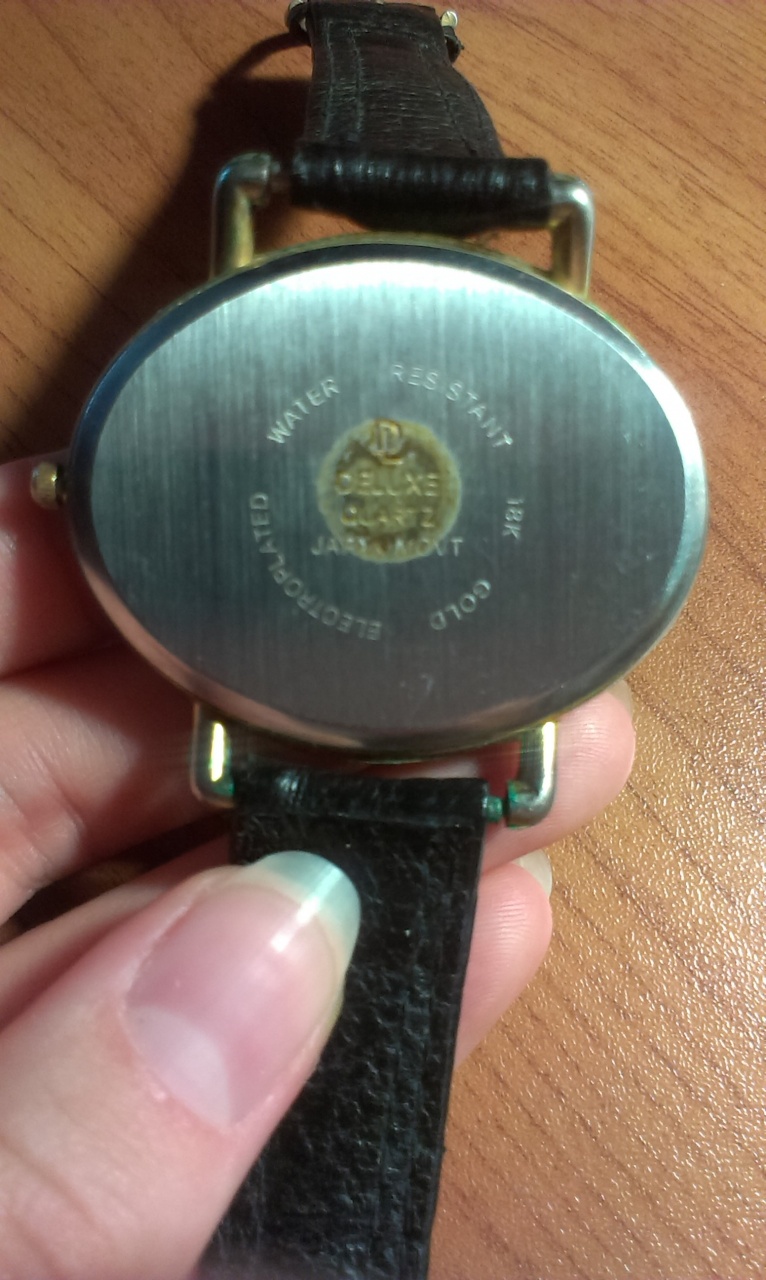 WATER RESISTANT 18K GOLD ELECTROPLATED
DELUXE
QUARTZ
JAPAN MOVT